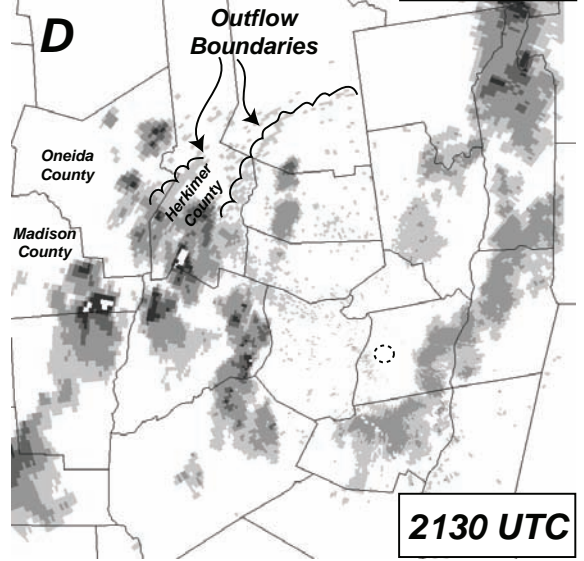 D
Outflow
Boundaries
Oneida
County
Herkimer
County
Madison
County
2130 UTC